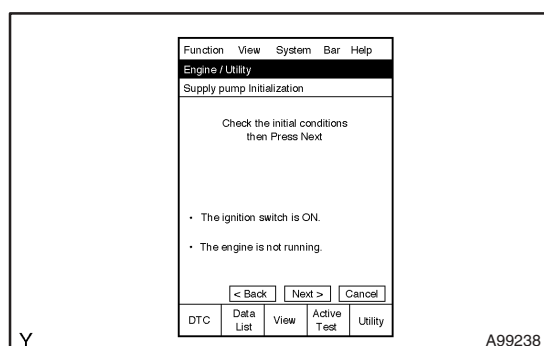 Function View System Bar Help
Engine / Utility
Supply pump Initialization
Check the initial conditions
then Press Next
• The ignition switch is ON.
• The engine is not running.
< Back Next > Cancel
DTC Data List View Active Test Utility
Y A99238